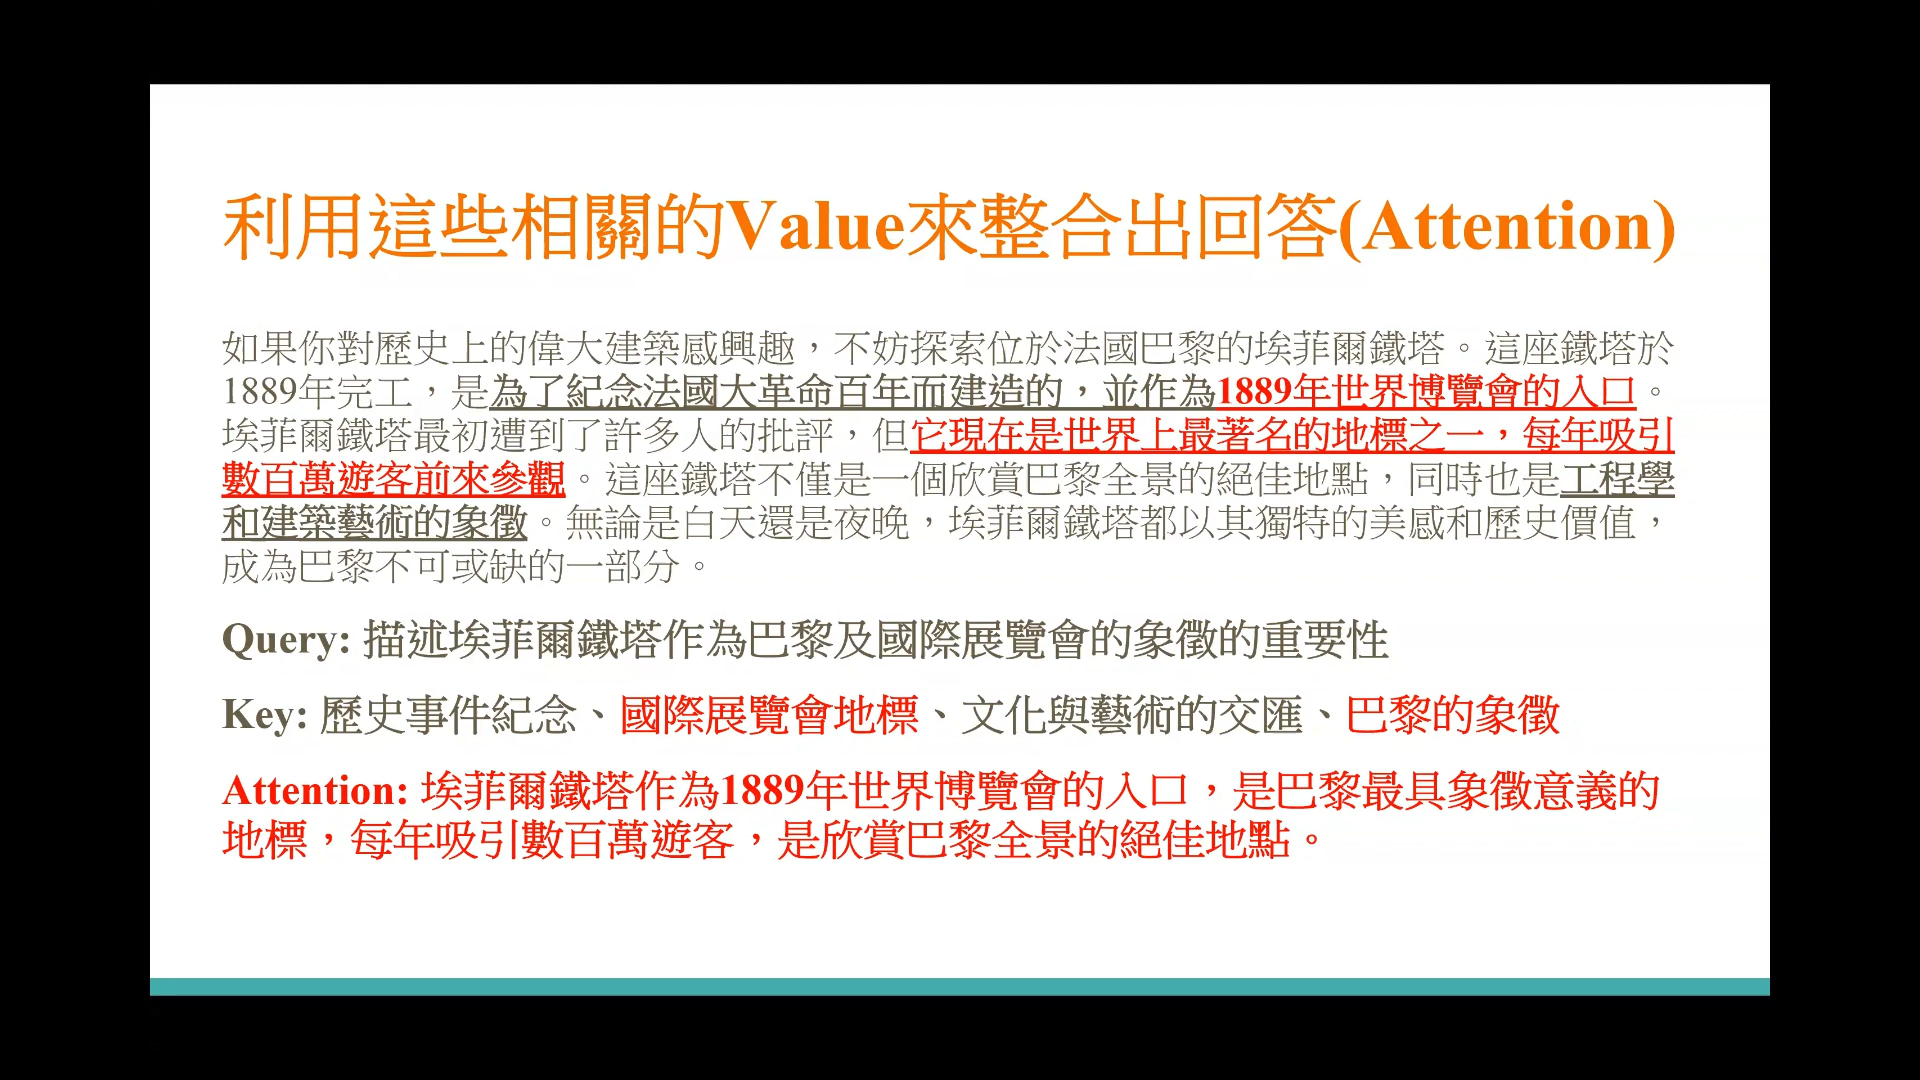 利用這些相關的Value來整合出回答(Attention)
如果你對歷史上的偉大建築感興趣，不妨探索位於法國巴黎的埃菲爾鐵塔。這座鐵塔於
1889年完工，是為了紀念法國大革命百年而建造的，並作為1889年世界博覽會的入口。
埃菲爾鐵塔最初遭到了許多人的批評，但它現在是世界上最著名的地標之一，每年吸引
數百萬遊客前來參觀。這座鐵塔不僅是一個欣賞巴黎全景的絕佳地點，同時也是工程學
和建築藝術的象徵。無論是白天還是夜晚，埃菲爾鐵塔都以其獨特的美感和歷史價值，
成為巴黎不可或缺的一部分。
Query: 描述埃菲爾鐵塔作為巴黎及國際展覽會的象徵的重要性
Key: 歷史事件紀念、國際展覽會地標、文化與藝術的交匯、巴黎的象徵
Attention: 埃菲爾鐵塔作為1889年世界博覽會的入口，是巴黎最具象徵意義的
地標，每年吸引數百萬遊客，是欣賞巴黎全景的絕佳地點。